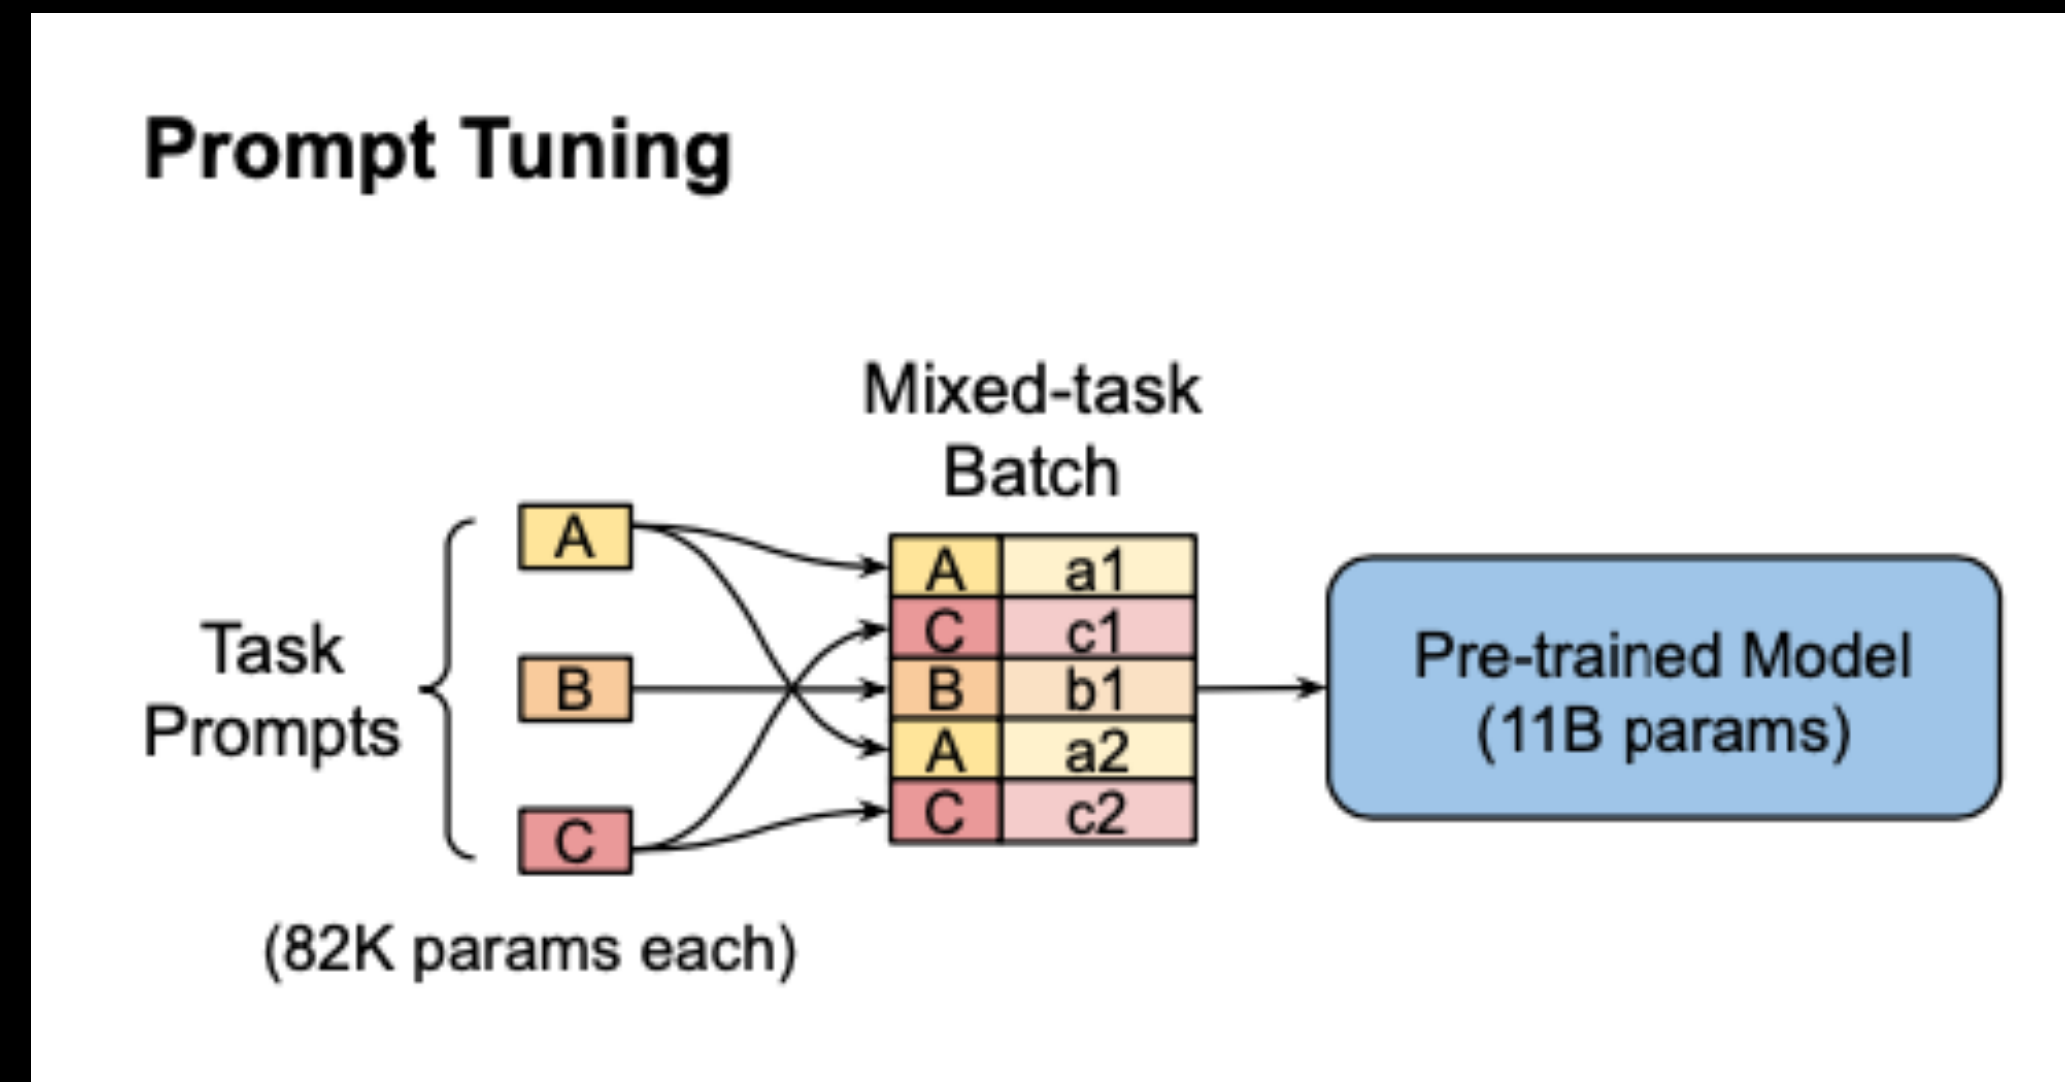 Prompt Tuning
Mixed-task
Batch
Task
Prompts
A
B
C
(82K params each)
A a1
C c1
B b1
A a2
C c2
Pre-trained Model
(11B params)